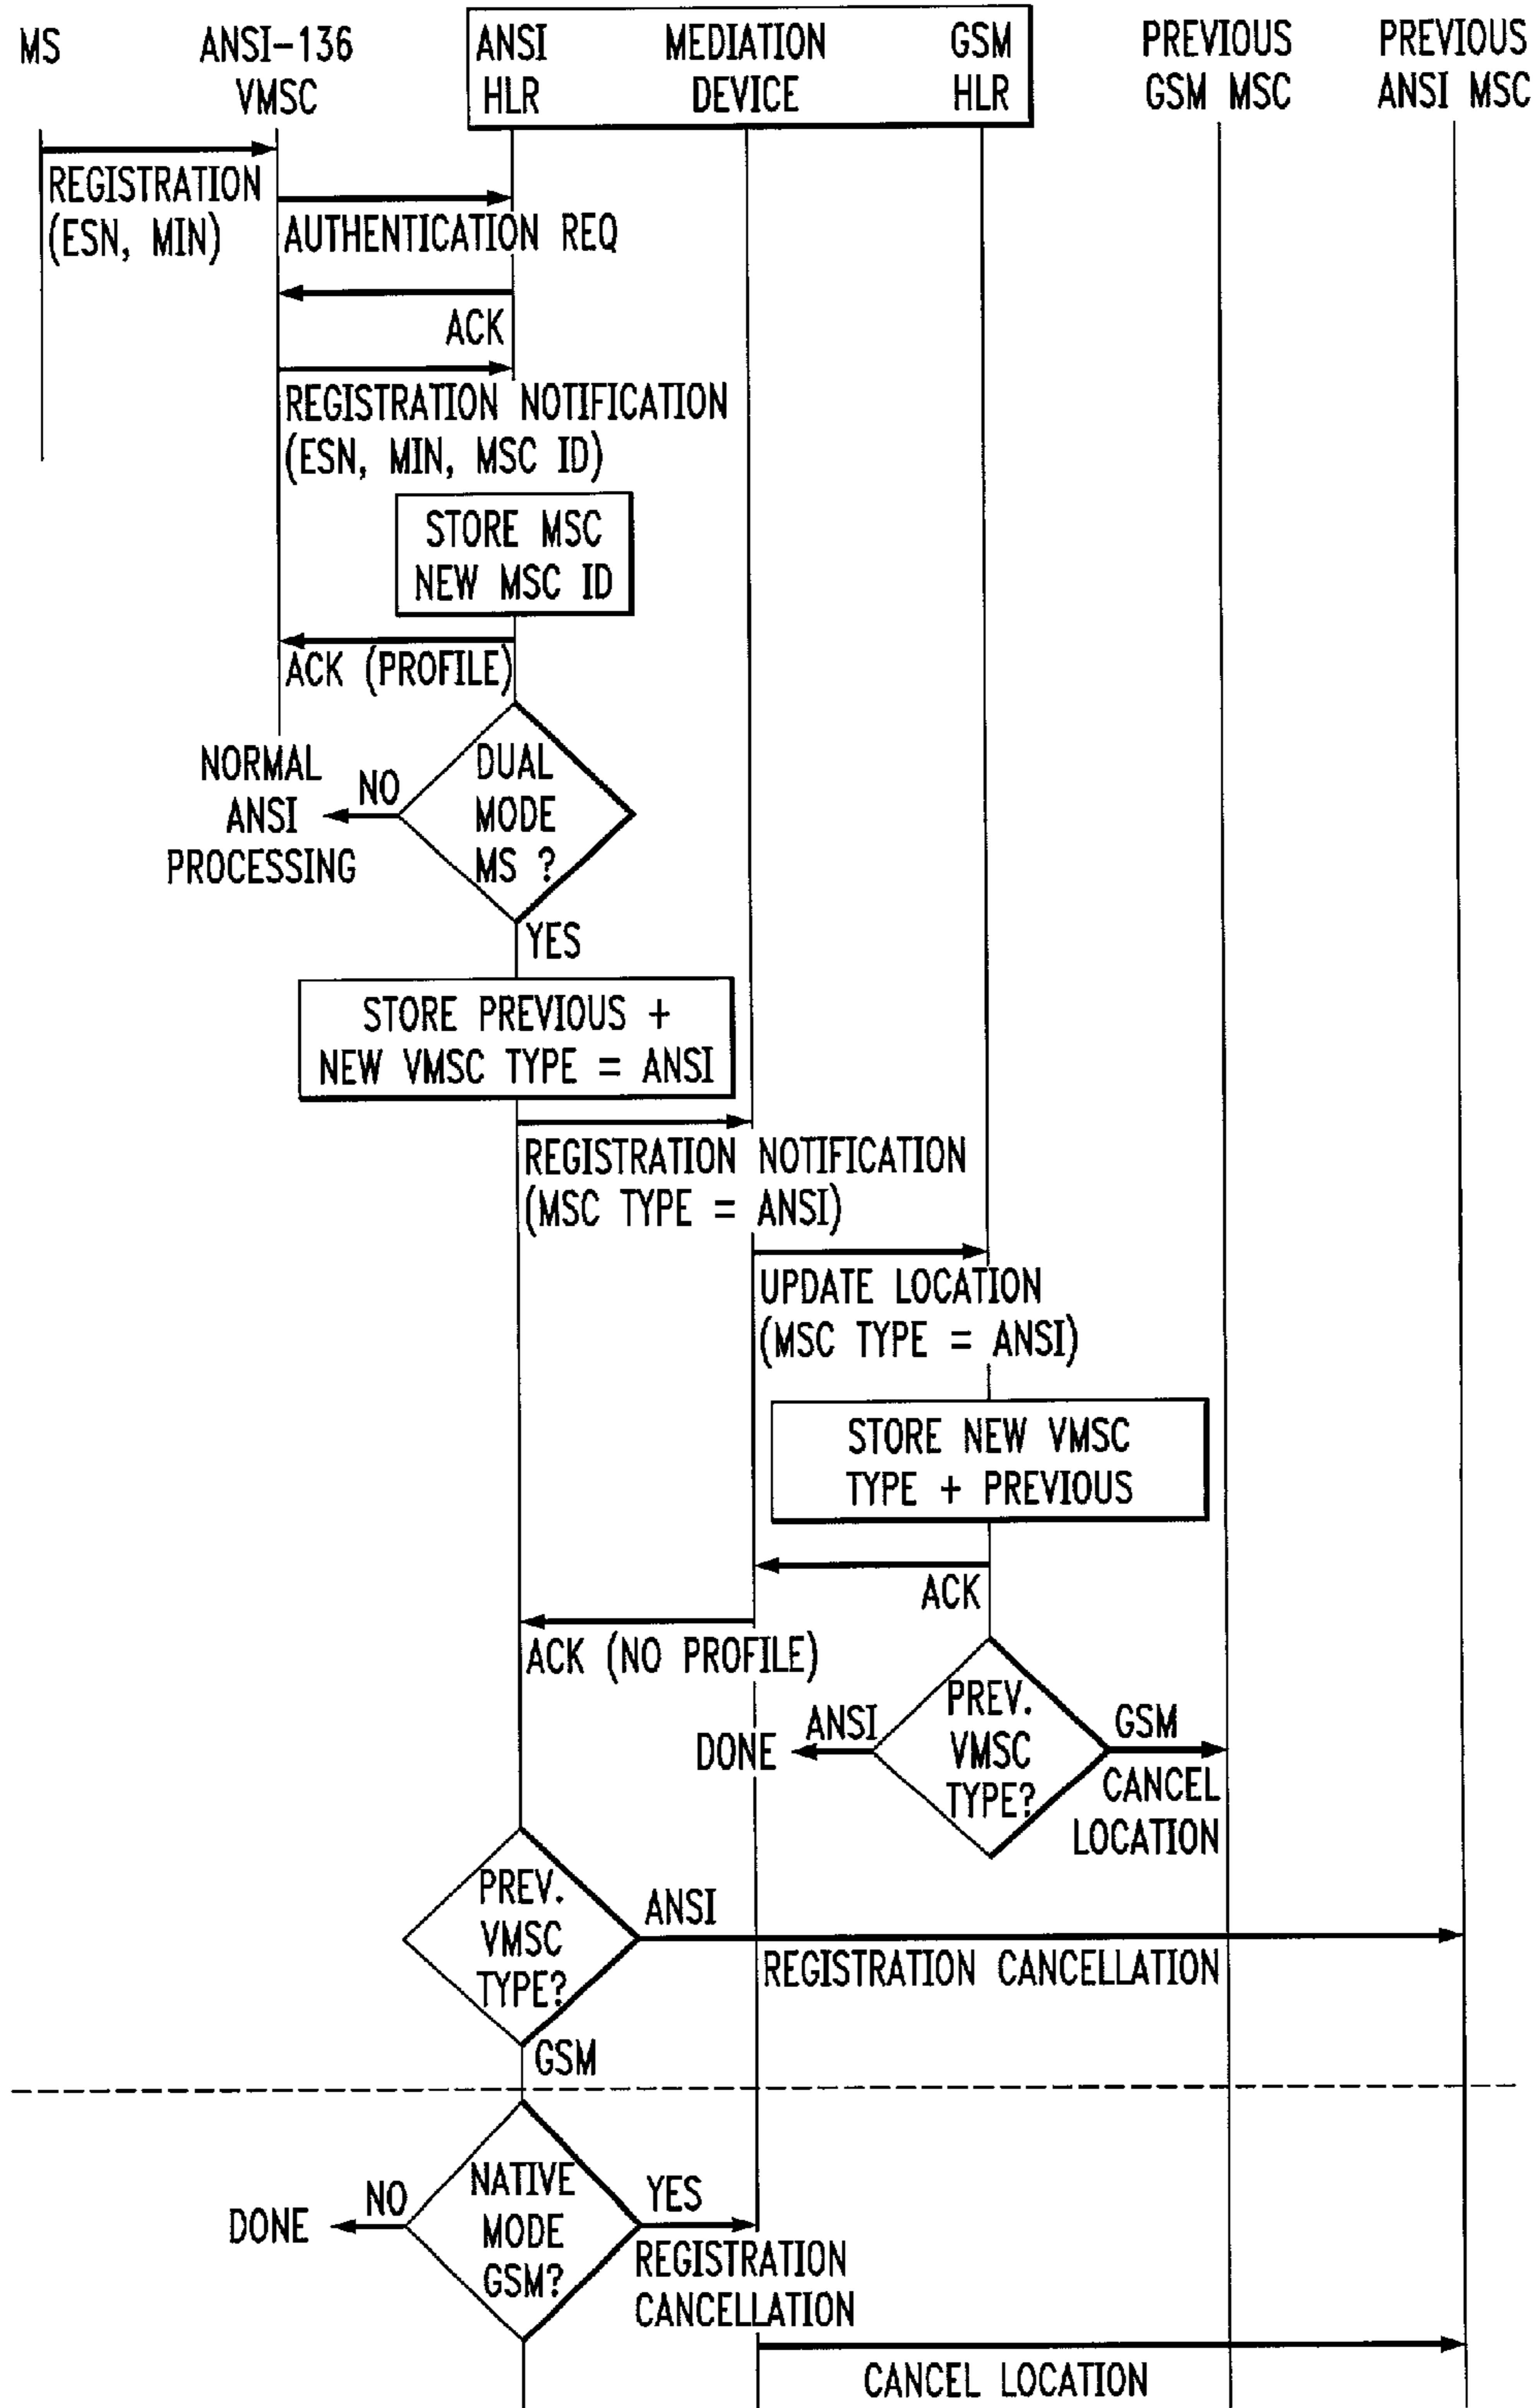 MS
ANSI-136
VMSC
ANSI
HLR
MEDIATION
DEVICE
GSM
HLR
PREVIOUS
GSM MSC
PREVIOUS
ANSI MSC
REGISTRATION
(ESN, MIN)
AUTHENTICATION REQ
ACK
REGISTRATION NOTIFICATION
(ESN, MIN, MSC ID)
STORE MSC
NEW MSC ID
ACK (PROFILE)
DUAL
MODE
MS ?
NO
NORMAL
ANSI
PROCESSING
YES
STORE PREVIOUS +
NEW VMSC TYPE = ANSI
REGISTRATION NOTIFICATION
(MSC TYPE = ANSI)
UPDATE LOCATION
(MSC TYPE = ANSI)
STORE NEW VMSC
TYPE + PREVIOUS
ACK
ACK (NO PROFILE)
PREV.
VMSC
TYPE?
ANSI
DONE
GSM
CANCEL
LOCATION
PREV.
VMSC
TYPE?
ANSI
REGISTRATION CANCELLATION
GSM
NATIVE
MODE
GSM?
NO
DONE
YES
REGISTRATION
CANCELLATION
CANCEL LOCATION